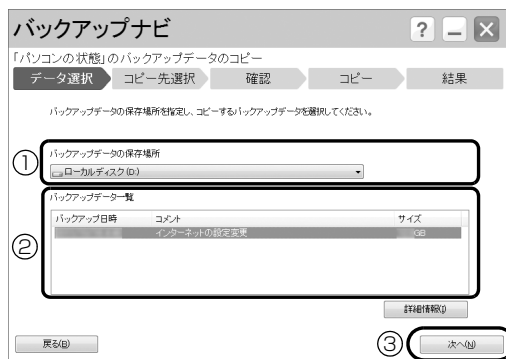 バックアップナビ
?
「パソコンの状態」のバックアップデータのコピー
データ選択 コピー先選択 確認 コピー 結果
バックアップデータの保存場所を指定し、コピーするバックアップデータを選択してください。
①
バックアップデータの保存場所
ローカルディスク(D:)
②
バックアップデータ一覧
バックアップ日時 コメント サイズ
インターネットの設定変更 GB
詳細情報(I)
戻る(B)
③
次へ(N)